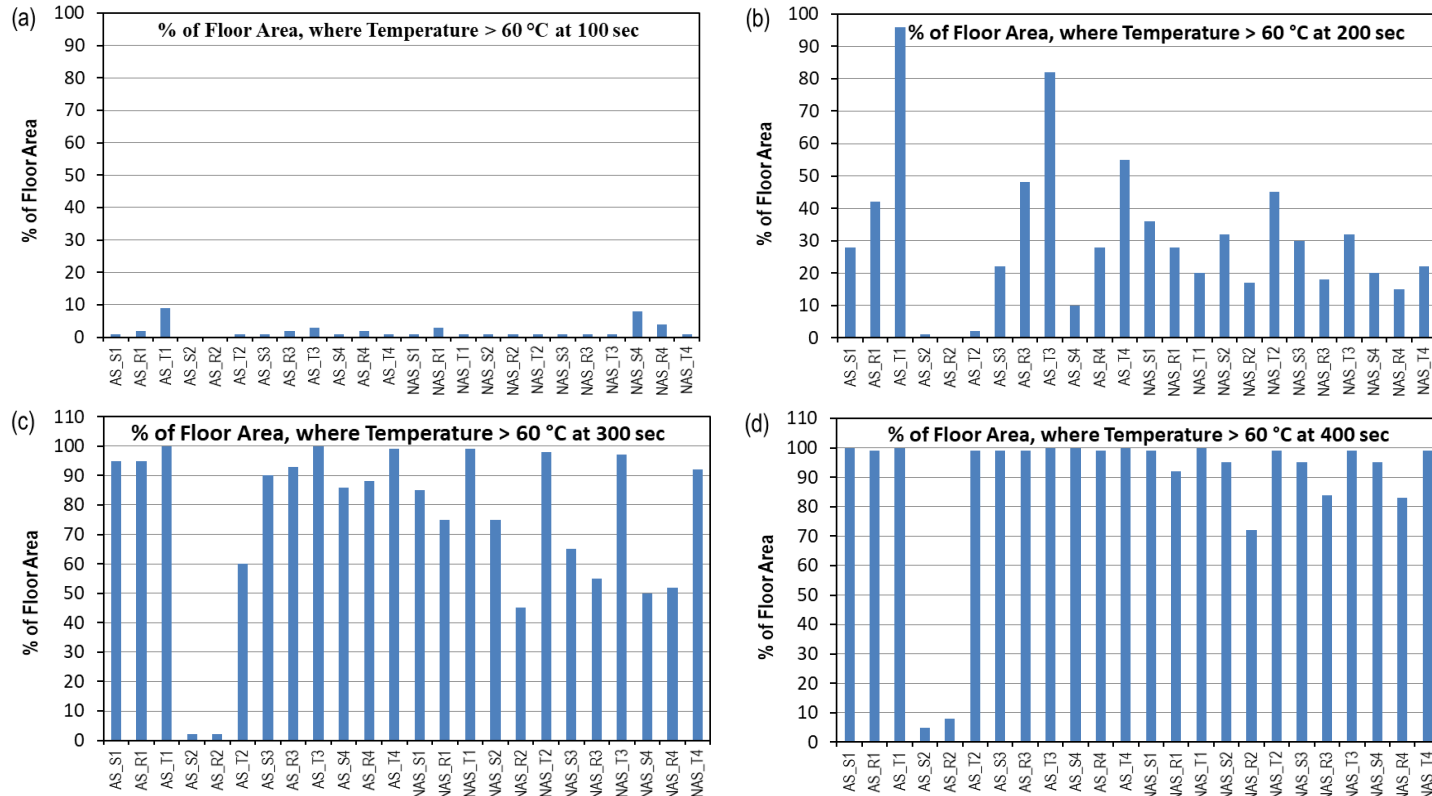 (a)
% of Floor Area, where Temperature > 60 °C at 100 sec
% of Floor Area
100
90
80
70
60
50
40
30
20
10
0
AS_S1
AS_R1
AS_T1
AS_S2
AS_R2
AS_T2
AS_S3
AS_R3
AS_T3
AS_S4
AS_R4
AS_T4
NAS_S1
NAS_R1
NAS_T1
NAS_S2
NAS_R2
NAS_T2
NAS_S3
NAS_R3
NAS_T3
NAS_S4
NAS_R4
NAS_T4
(b)
% of Floor Area, where Temperature > 60 °C at 200 sec
% of Floor Area
100
90
80
70
60
50
40
30
20
10
0
AS_S1
AS_R1
AS_T1
AS_S2
AS_R2
AS_T2
AS_S3
AS_R3
AS_T3
AS_S4
AS_R4
AS_T4
NAS_S1
NAS_R1
NAS_T1
NAS_S2
NAS_R2
NAS_T2
NAS_S3
NAS_R3
NAS_T3
NAS_S4
NAS_R4
NAS_T4
(c)
% of Floor Area, where Temperature > 60 °C at 300 sec
% of Floor Area
110
100
90
80
70
60
50
40
30
20
10
0
AS_S1
AS_R1
AS_T1
AS_S2
AS_R2
AS_T2
AS_S3
AS_R3
AS_T3
AS_S4
AS_R4
AS_T4
NAS_S1
NAS_R1
NAS_T1
NAS_S2
NAS_R2
NAS_T2
NAS_S3
NAS_R3
NAS_T3
NAS_S4
NAS_R4
NAS_T4
(d)
% of Floor Area, where Temperature > 60 °C at 400 sec
% of Floor Area
110
100
90
80
70
60
50
40
30
20
10
0
AS_S1
AS_R1
AS_T1
AS_S2
AS_R2
AS_T2
AS_S3
AS_R3
AS_T3
AS_S4
AS_R4
AS_T4
NAS_S1
NAS_R1
NAS_T1
NAS_S2
NAS_R2
NAS_T2
NAS_S3
NAS_R3
NAS_T3
NAS_S4
NAS_R4
NAS_T4